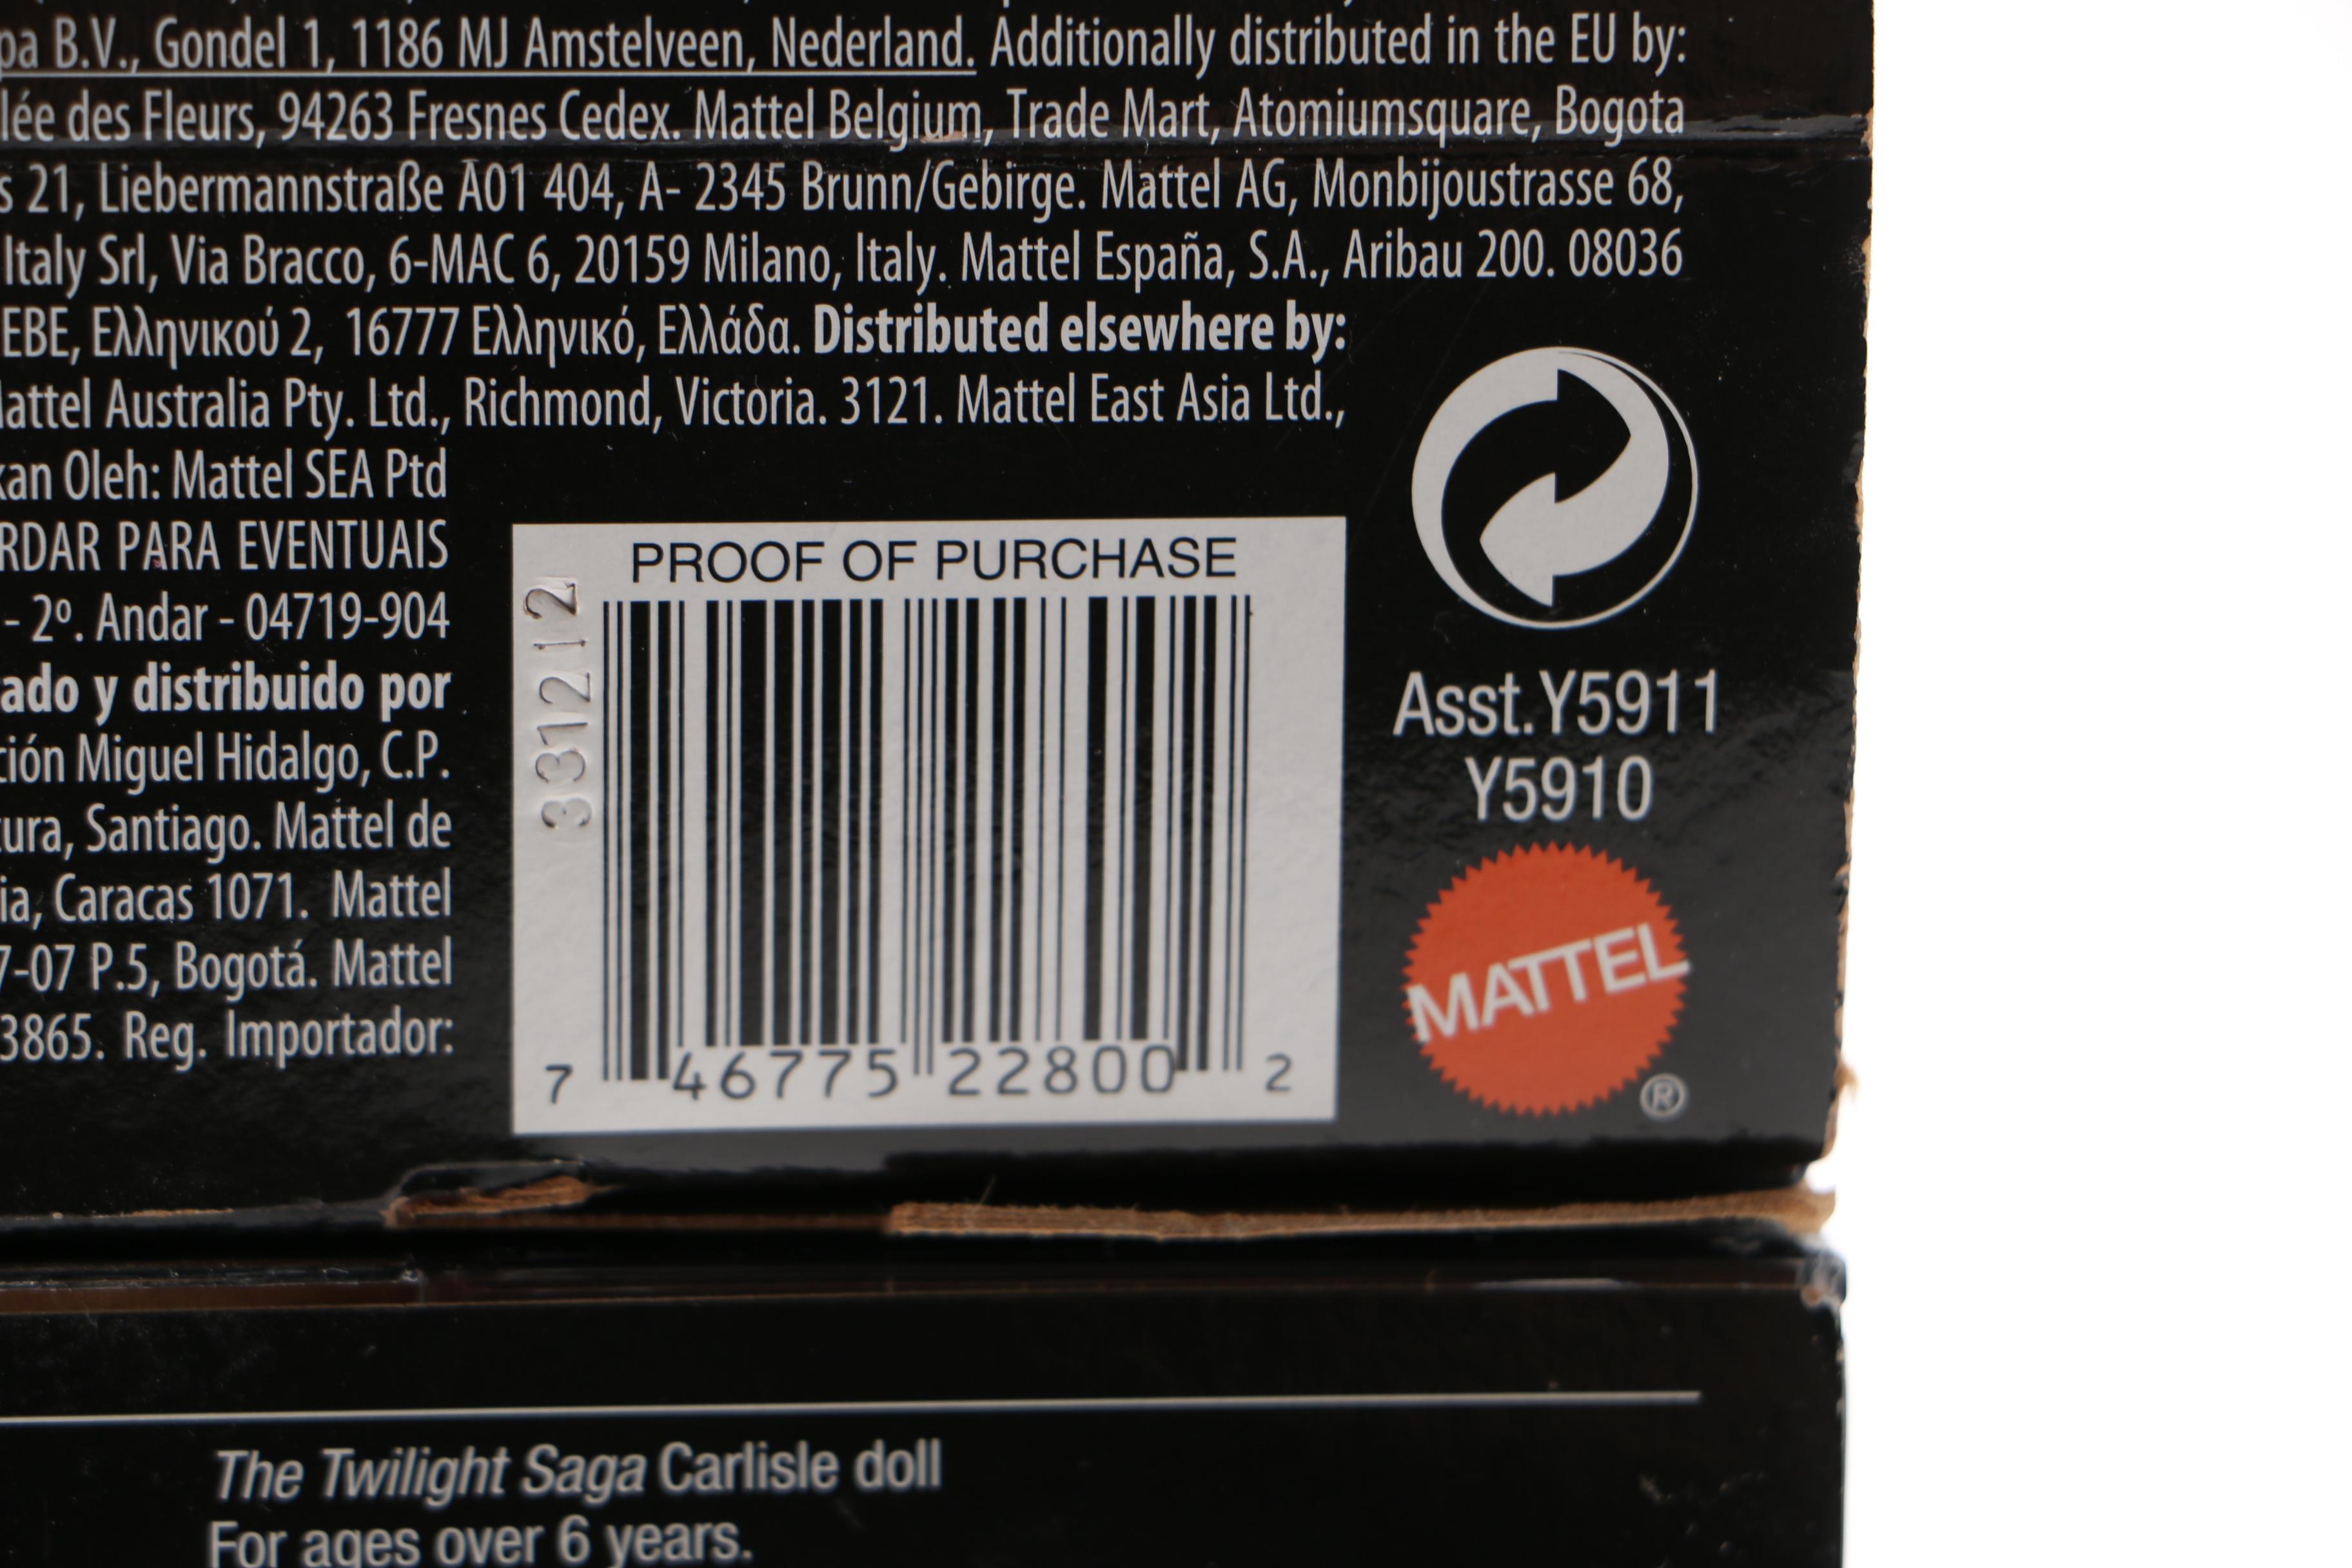 pa B.V., Gondel 1, 1186 MJ Amstelveen, Nederland. Additionally distributed in the EU by:
lée des Fleurs, 94263 Fresnes Cedex. Mattel Belgium, Trade Mart, Atomiumsquare, Bogota
s 21, Liebermannstraße A01 404, A- 2345 Brunn/Gebirge. Mattel AG, Monbijoustrasse 68,
Italy Srl, Via Bracco, 6-MAC 6, 20159 Milano, Italy. Mattel España, S.A., Aribau 200. 08036
EBE, Ελληνικού 2, 16777 Ελληνικό, Ελλάδα. Distributed elsewhere by:
attel Australia Pty. Ltd., Richmond, Victoria. 3121. Mattel East Asia Ltd.,
kan Oleh: Mattel SEA Ptd
RDAR PARA EVENTUAIS
- 2º. Andar - 04719-904
ado y distribuido por
ción Miguel Hidalgo, C.P.
tura, Santiago. Mattel de
ia, Caracas 1071. Mattel
7-07 P.5, Bogotá. Mattel
3865. Reg. Importador:
PROOF OF PURCHASE
331212
7 46775 22800 2
Asst.Y5911
Y5910
MATTEL
®
The Twilight Saga Carlisle doll
For ages over 6 years.